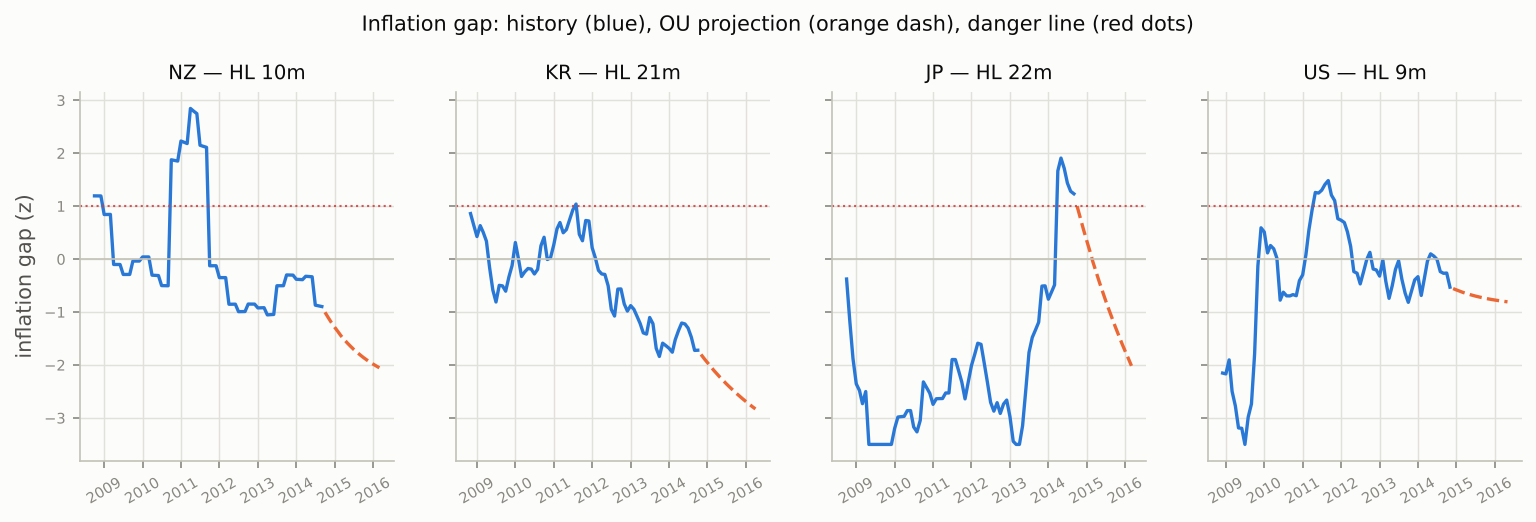 Inflation gap: history (blue), OU projection (orange dash), danger line (red dots)
NZ — HL 10m
KR — HL 21m
JP — HL 22m
US — HL 9m
inflation gap (z)
3
2
1
0
−1
−2
−3
2009 2010 2011 2012 2013 2014 2015 2016
2009 2010 2011 2012 2013 2014 2015 2016
2009 2010 2011 2012 2013 2014 2015 2016
2009 2010 2011 2012 2013 2014 2015 2016